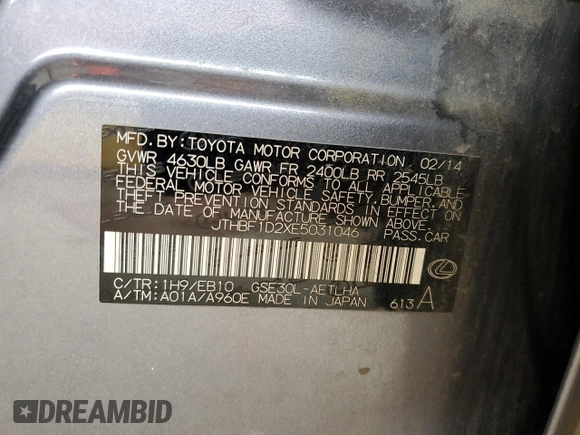 MFD.BY:TOYOTA MOTOR CORPORATION 02/14
GVWR 4630LB GAWR FR 2400LB RR 2545LB
THIS VEHICLE CONFORMS TO ALL APPLICABLE
FEDERAL MOTOR VEHICLE SAFETY,BUMPER,AND
THEFT PREVENTION STANDARDS IN EFFECT ON
THE DATE OF MANUFACTURE SHOWN ABOVE.
JTHBF1D2XE5031046 PASS.CAR
C/TR:1H9/EB10 GSE30L-AETLHA
A/TM:A01A/A960E MADE IN JAPAN 613 A
DREAMBID